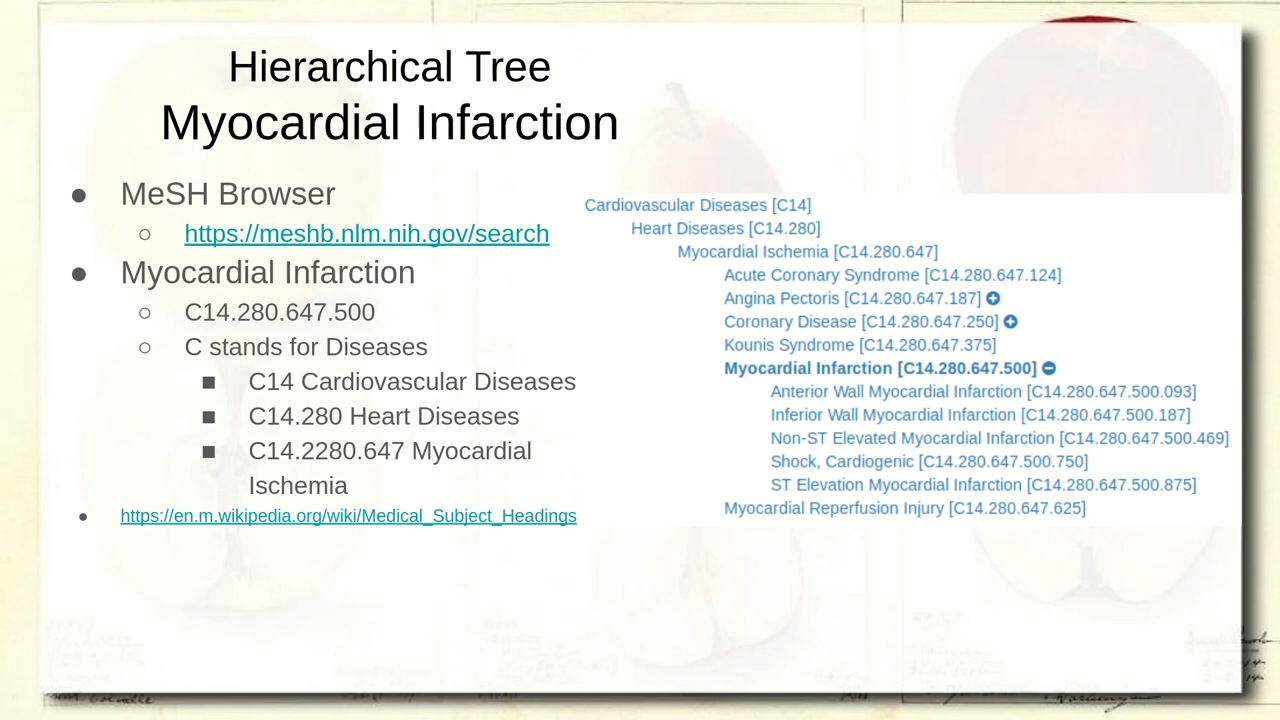 Hierarchical Tree
Myocardial Infarction
● MeSH Browser
○ https://meshb.nlm.nih.gov/search
● Myocardial Infarction
○ C14.280.647.500
○ C stands for Diseases
■ C14 Cardiovascular Diseases
■ C14.280 Heart Diseases
■ C14.2280.647 Myocardial
Ischemia
● https://en.m.wikipedia.org/wiki/Medical_Subject_Headings
Cardiovascular Diseases [C14]
Heart Diseases [C14.280]
Myocardial Ischemia [C14.280.647]
Acute Coronary Syndrome [C14.280.647.124]
Angina Pectoris [C14.280.647.187]
Coronary Disease [C14.280.647.250]
Kounis Syndrome [C14.280.647.375]
Myocardial Infarction [C14.280.647.500]
Anterior Wall Myocardial Infarction [C14.280.647.500.093]
Inferior Wall Myocardial Infarction [C14.280.647.500.187]
Non-ST Elevated Myocardial Infarction [C14.280.647.500.469]
Shock, Cardiogenic [C14.280.647.500.750]
ST Elevation Myocardial Infarction [C14.280.647.500.875]
Myocardial Reperfusion Injury [C14.280.647.625]